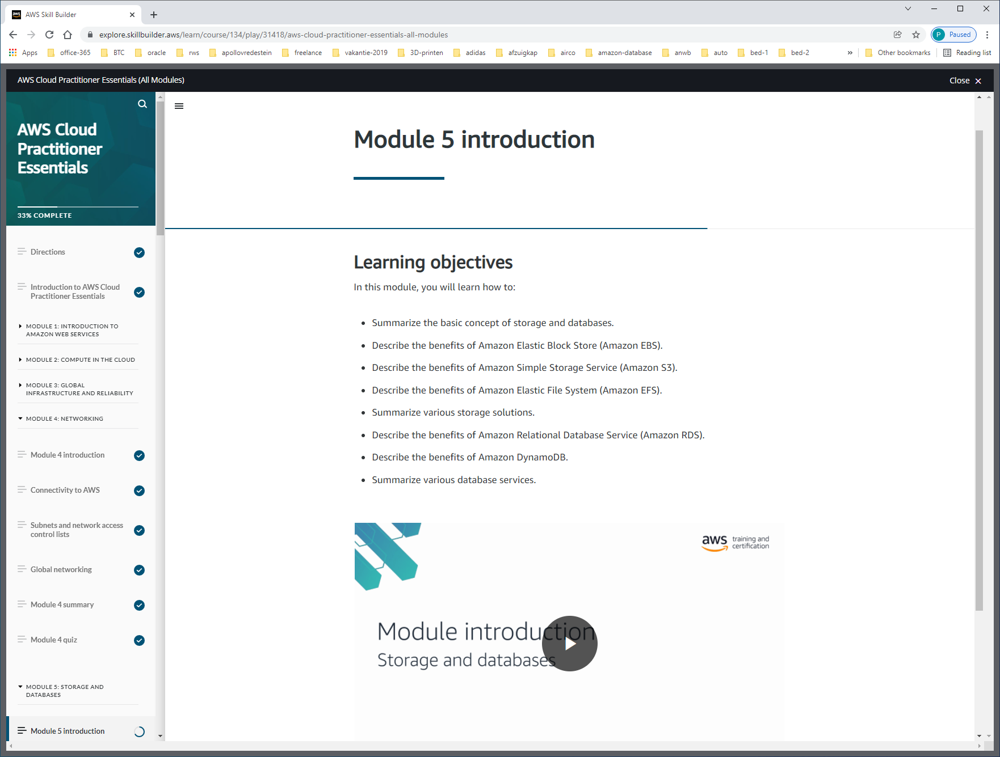 AWS Skill Builder
explore.skillbuilder.aws/learn/course/134/play/31418/aws-cloud-practitioner-essentials-all-modules
P Paused
Apps office-365 BTC oracle rws apollovredestein freelance vakantie-2019 3D-printen adidas afzuigkap airco amazon-database anwb auto bed-1 bed-2 » Other bookmarks Reading list
AWS Cloud Practitioner Essentials (All Modules)
Close
AWS Cloud
Practitioner
Essentials
33% COMPLETE
Directions
Introduction to AWS Cloud
Practitioner Essentials
MODULE 1: INTRODUCTION TO
AMAZON WEB SERVICES
MODULE 2: COMPUTE IN THE CLOUD
MODULE 3: GLOBAL
INFRASTRUCTURE AND RELIABILITY
MODULE 4: NETWORKING
Module 4 introduction
Connectivity to AWS
Subnets and network access
control lists
Global networking
Module 4 summary
Module 4 quiz
MODULE 5: STORAGE AND
DATABASES
Module 5 introduction
Module 5 introduction
Learning objectives
In this module, you will learn how to:
• Summarize the basic concept of storage and databases.
• Describe the benefits of Amazon Elastic Block Store (Amazon EBS).
• Describe the benefits of Amazon Simple Storage Service (Amazon S3).
• Describe the benefits of Amazon Elastic File System (Amazon EFS).
• Summarize various storage solutions.
• Describe the benefits of Amazon Relational Database Service (Amazon RDS).
• Describe the benefits of Amazon DynamoDB.
• Summarize various database services.
aws training and
certification
Module introduction
Storage and databases